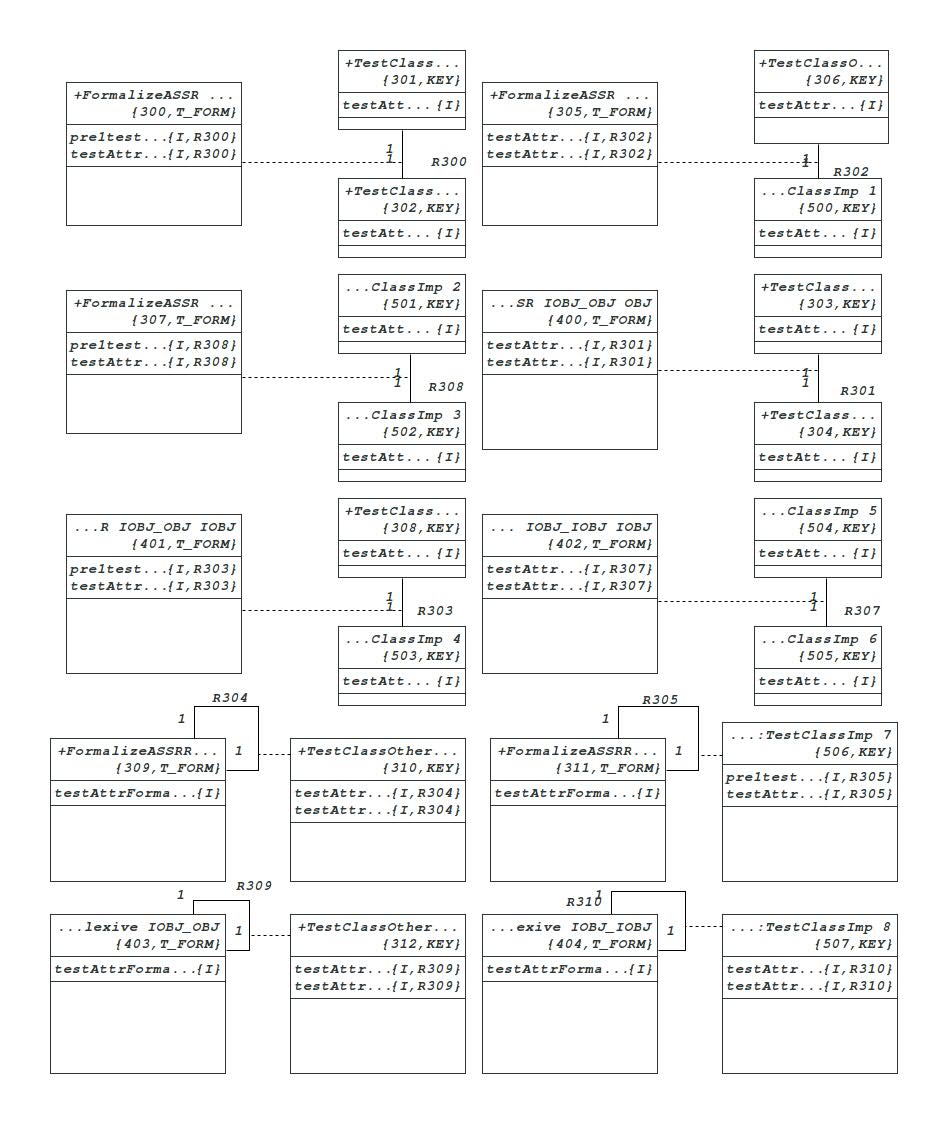 +TestClass...
{301,KEY}
testAtt... {I}
+TestClassO...
{306,KEY}
testAttr...{I}
+FormalizeASSR ...
{300,T_FORM}
pre1test...{I,R300}
testAttr...{I,R300}
+FormalizeASSR ...
{305,T_FORM}
testAttr...{I,R302}
testAttr...{I,R302}
1
1
R300
1
1
R302
+TestClass...
{302,KEY}
testAtt... {I}
...ClassImp 1
{500,KEY}
testAtt... {I}
...ClassImp 2
{501,KEY}
testAtt... {I}
+TestClass...
{303,KEY}
testAtt... {I}
+FormalizeASSR ...
{307,T_FORM}
pre1test...{I,R308}
testAttr...{I,R308}
...SR IOBJ_OBJ OBJ
{400,T_FORM}
testAttr...{I,R301}
testAttr...{I,R301}
1
1
R308
1
1
R301
...ClassImp 3
{502,KEY}
testAtt... {I}
+TestClass...
{304,KEY}
testAtt... {I}
+TestClass...
{308,KEY}
testAtt... {I}
...ClassImp 5
{504,KEY}
testAtt... {I}
...R IOBJ_OBJ IOBJ
{401,T_FORM}
pre1test...{I,R303}
testAttr...{I,R303}
... IOBJ_IOBJ IOBJ
{402,T_FORM}
testAttr...{I,R307}
testAttr...{I,R307}
1
1
R303
1
1
R307
...ClassImp 4
{503,KEY}
testAtt... {I}
...ClassImp 6
{505,KEY}
testAtt... {I}
R304
1
1
R305
1
1
+FormalizeASSRR...
{309,T_FORM}
testAttrForma...{I}
+TestClassOther...
{310,KEY}
testAttr...{I,R304}
testAttr...{I,R304}
+FormalizeASSRR...
{311,T_FORM}
testAttrForma...{I}
...:TestClassImp 7
{506,KEY}
pre1test...{I,R305}
testAttr...{I,R305}
R309
1
1
R310
1
1
...lexive IOBJ_OBJ
{403,T_FORM}
testAttrForma...{I}
+TestClassOther...
{312,KEY}
testAttr...{I,R309}
testAttr...{I,R309}
...exive IOBJ_IOBJ
{404,T_FORM}
testAttrForma...{I}
...:TestClassImp 8
{507,KEY}
testAttr...{I,R310}
testAttr...{I,R310}